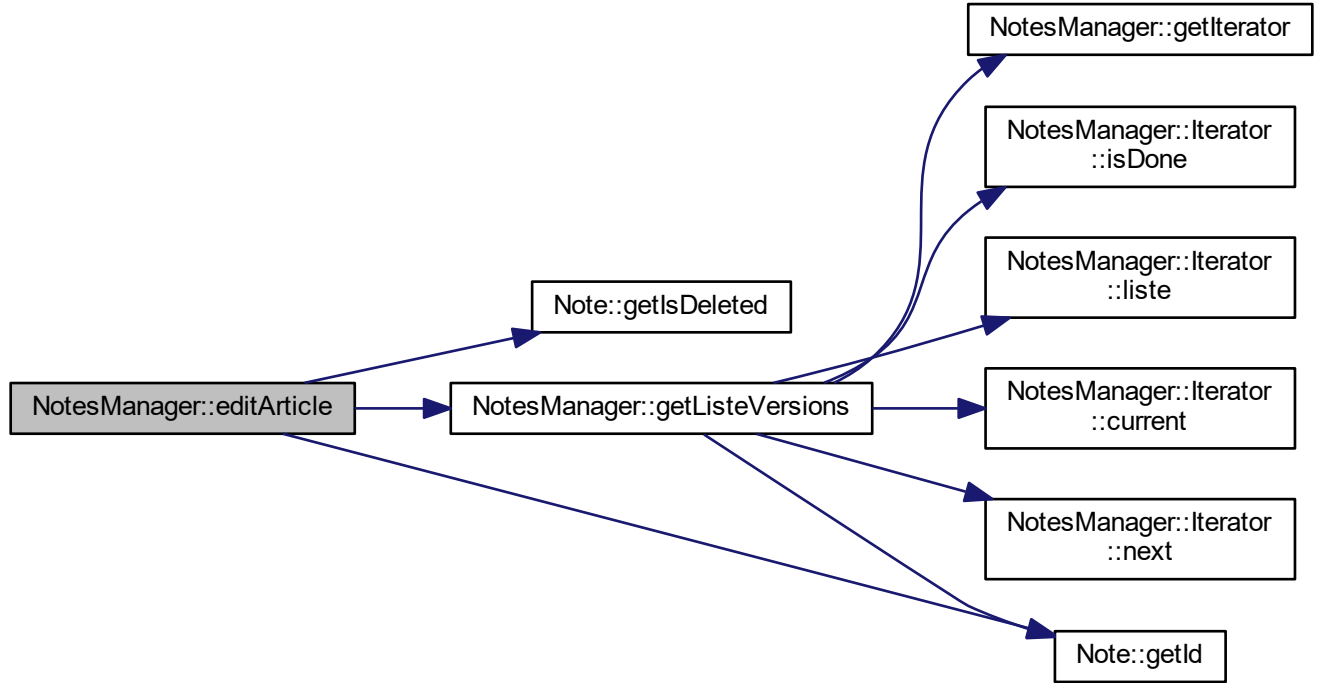 NotesManager::getIterator
NotesManager::Iterator
::isDone
NotesManager::Iterator
::liste
Note::getIsDeleted
NotesManager::editArticle
NotesManager::getListeVersions
NotesManager::Iterator
::current
NotesManager::Iterator
::next
Note::getId